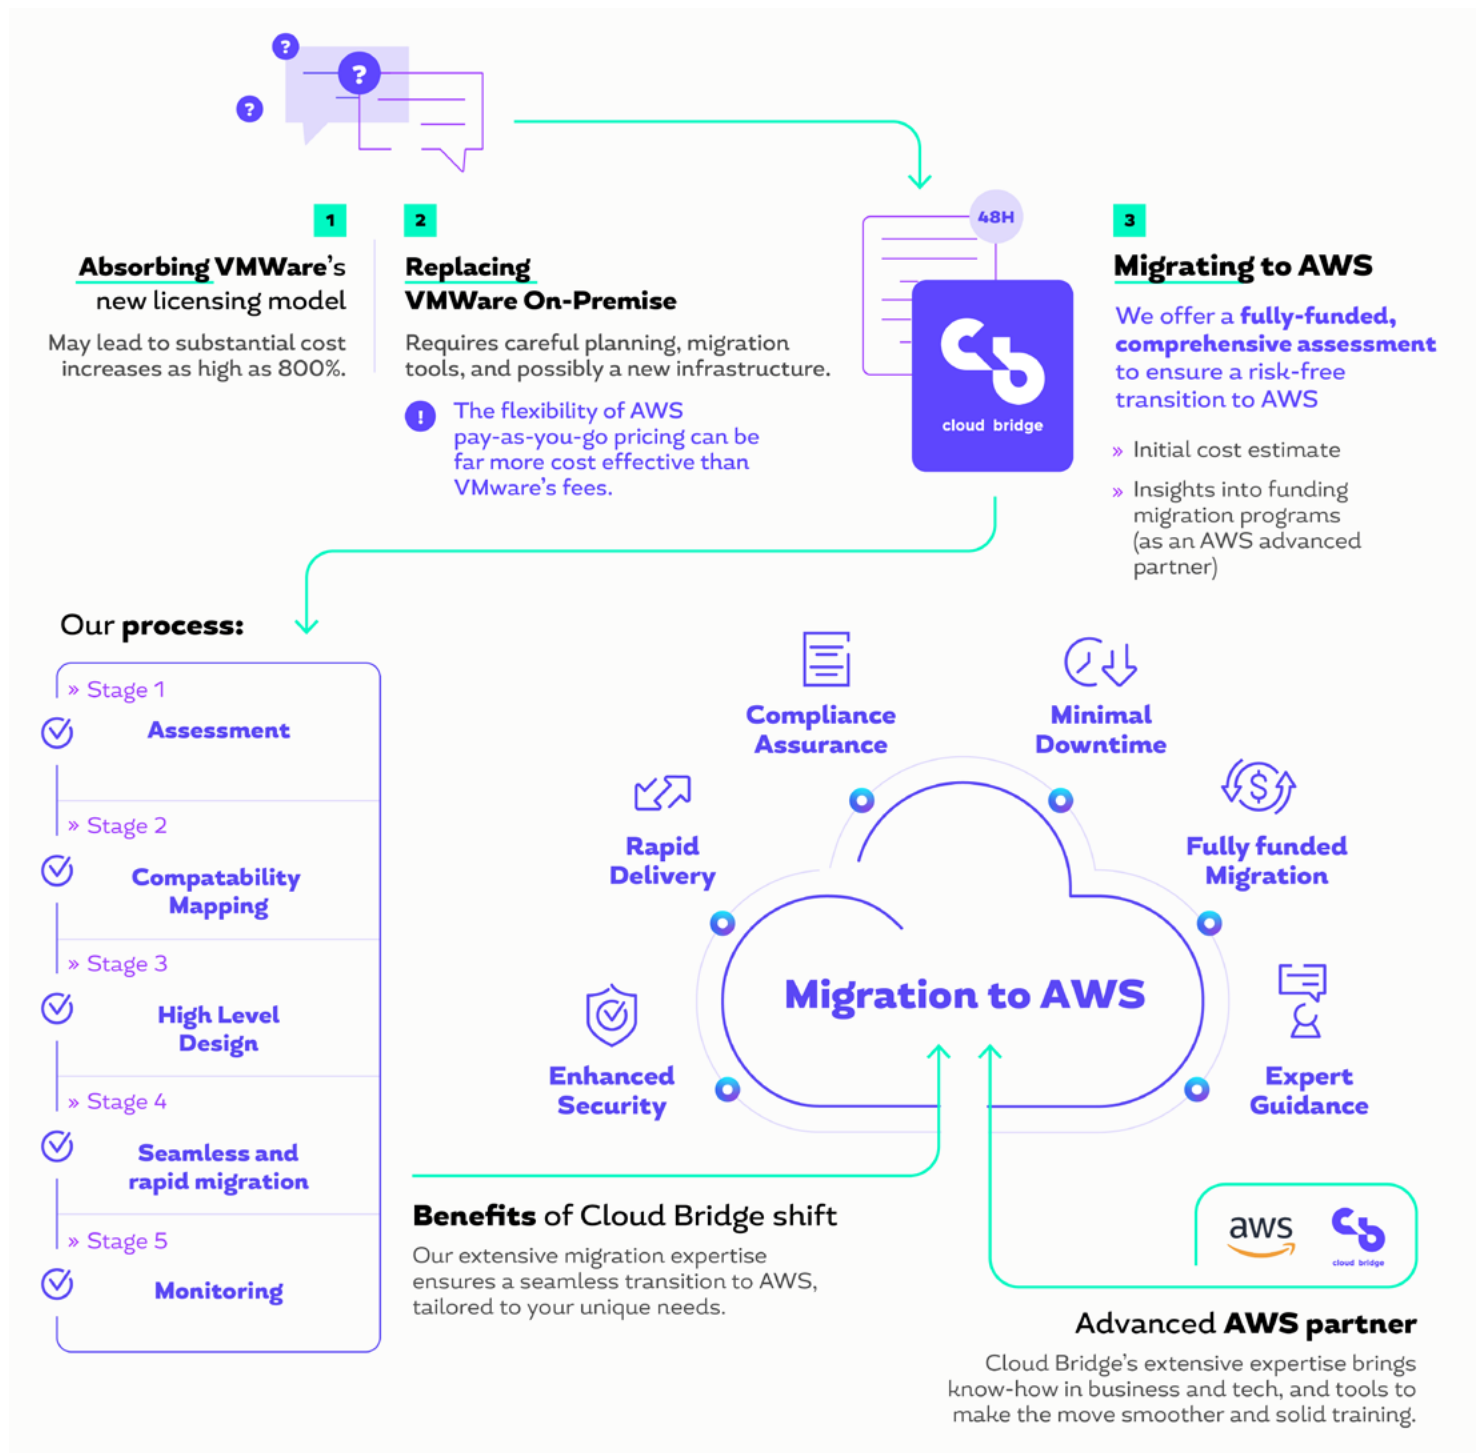 ?
?
?
1
Absorbing VMWare's
new licensing model
May lead to substantial cost
increases as high as 800%.
2
Replacing
VMWare On-Premise
Requires careful planning, migration
tools, and possibly a new infrastructure.
!
The flexibility of AWS
pay-as-you-go pricing can be
far more cost effective than
VMware's fees.
48H
cloud bridge
3
Migrating to AWS
We offer a fully-funded,
comprehensive assessment
to ensure a risk-free
transition to AWS
» Initial cost estimate
» Insights into funding
migration programs
(as an AWS advanced
partner)
Our process:
» Stage 1
Assessment
» Stage 2
Compatability
Mapping
» Stage 3
High Level
Design
» Stage 4
Seamless and
rapid migration
» Stage 5
Monitoring
Compliance
Assurance
Minimal
Downtime
Rapid
Delivery
$
Fully funded
Migration
Migration to AWS
Enhanced
Security
Expert
Guidance
Benefits of Cloud Bridge shift
Our extensive migration expertise
ensures a seamless transition to AWS,
tailored to your unique needs.
aws
cloud bridge
Advanced AWS partner
Cloud Bridge's extensive expertise brings
know-how in business and tech, and tools to
make the move smoother and solid training.